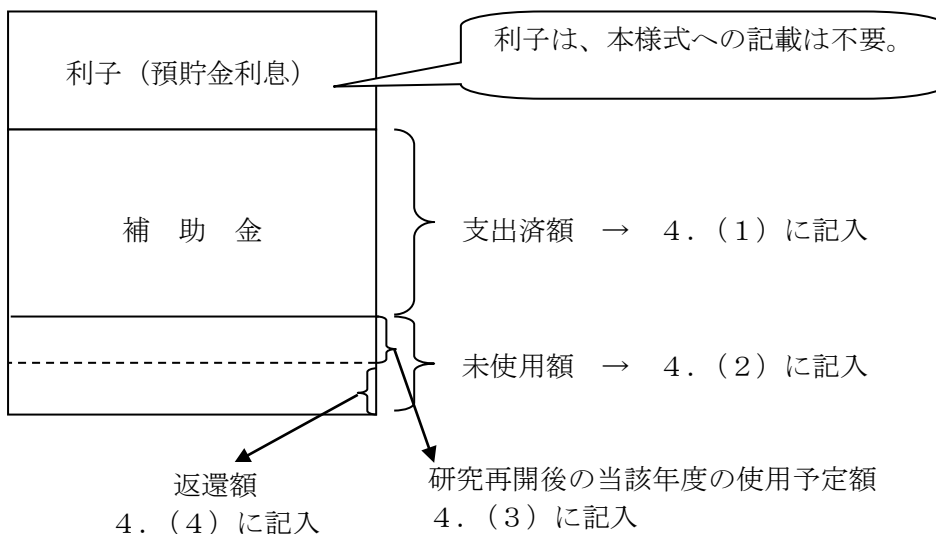 利子は、本様式への記載は不要。
利子（預貯金利息）
補　助　金
支出済額　→　４．（１）に記入
未使用額　→　４．（２）に記入
返還額
４．（４）に記入
研究再開後の当該年度の使用予定額
４．（３）に記入